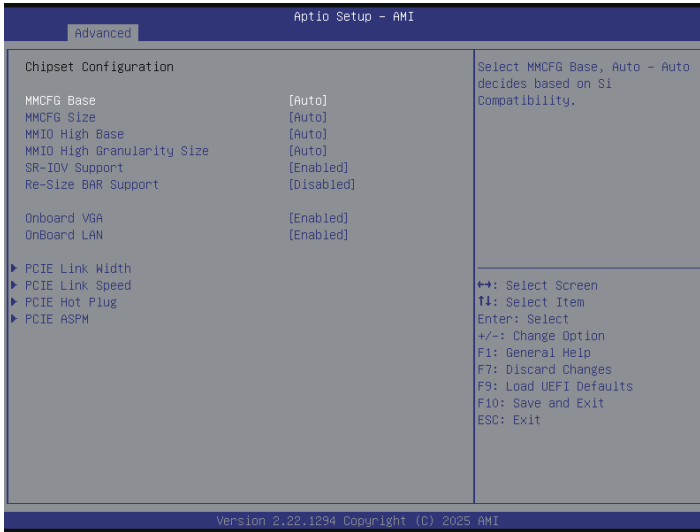 Aptio Setup – AMI
Advanced
Chipset Configuration
MMCFG Base [Auto]
MMCFG Size [Auto]
MMIO High Base [Auto]
MMIO High Granularity Size [Auto]
SR-IOV Support [Enabled]
Re-Size BAR Support [Disabled]
Onboard VGA [Enabled]
OnBoard LAN [Enabled]
PCIE Link Width
PCIE Link Speed
PCIE Hot Plug
PCIE ASPM
Select MMCFG Base, Auto – Auto
decides based on Si
Compatibility.
↔: Select Screen
↑↓: Select Item
Enter: Select
+/-: Change Option
F1: General Help
F7: Discard Changes
F9: Load UEFI Defaults
F10: Save and Exit
ESC: Exit
Version 2.22.1294 Copyright (C) 2025 AMI